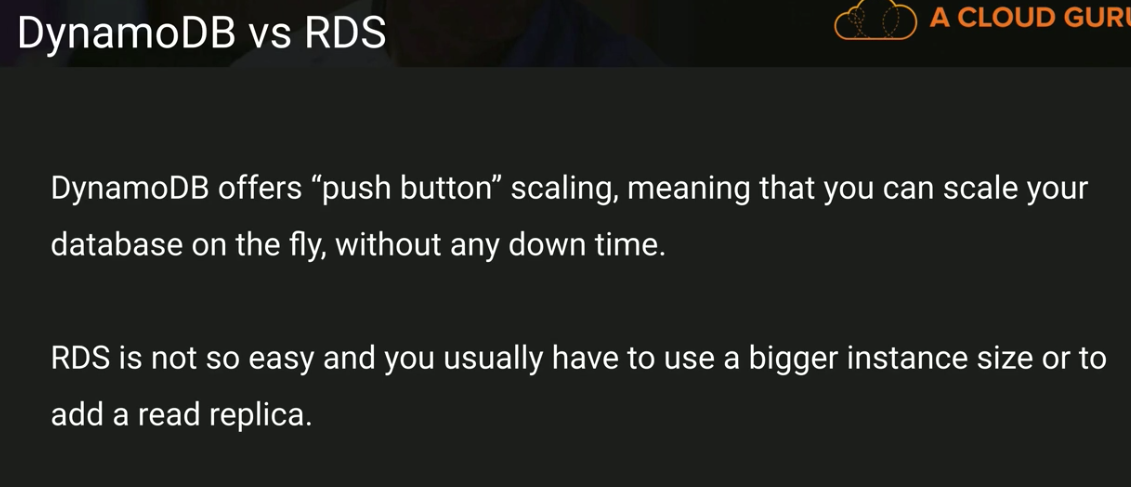 DynamoDB vs RDS
A CLOUD GURU
DynamoDB offers “push button” scaling, meaning that you can scale your
database on the fly, without any down time.
RDS is not so easy and you usually have to use a bigger instance size or to
add a read replica.